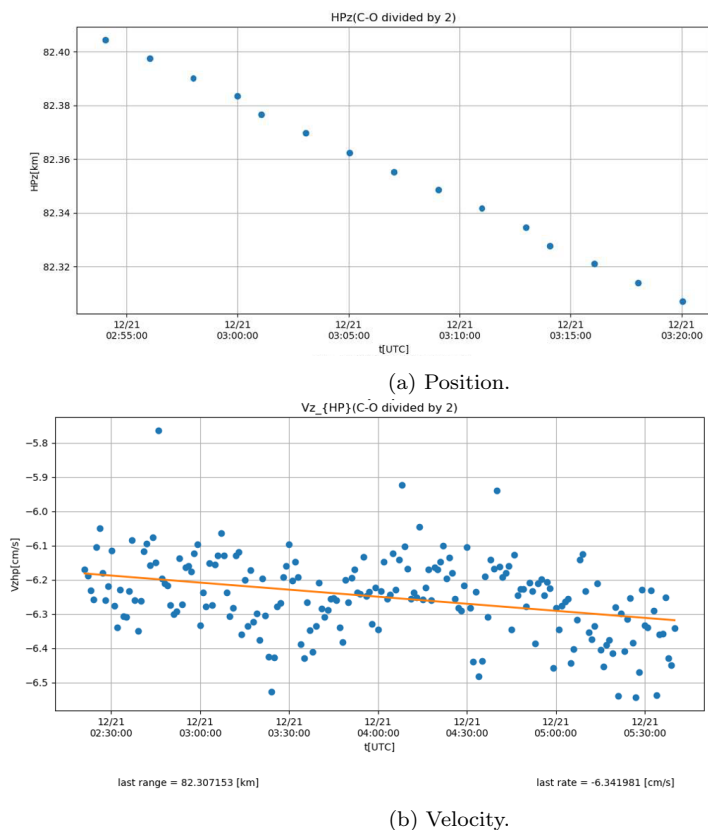 HPz(C-O divided by 2)
82.40
82.38
82.36
82.34
82.32
HPz[km]
12/21 12/21 12/21 12/21 12/21 12/21
02:55:00 03:00:00 03:05:00 03:10:00 03:15:00 03:20:00
t[UTC]
(a) Position.
Vz_{HP}(C-O divided by 2)
−5.8
−5.9
−6.0
−6.1
−6.2
−6.3
−6.4
−6.5
Vzhp[cm/s]
12/21 12/21 12/21 12/21 12/21 12/21 12/21
02:30:00 03:00:00 03:30:00 04:00:00 04:30:00 05:00:00 05:30:00
t[UTC]
last range = 82.307153 [km] last rate = -6.341981 [cm/s]
(b) Velocity.